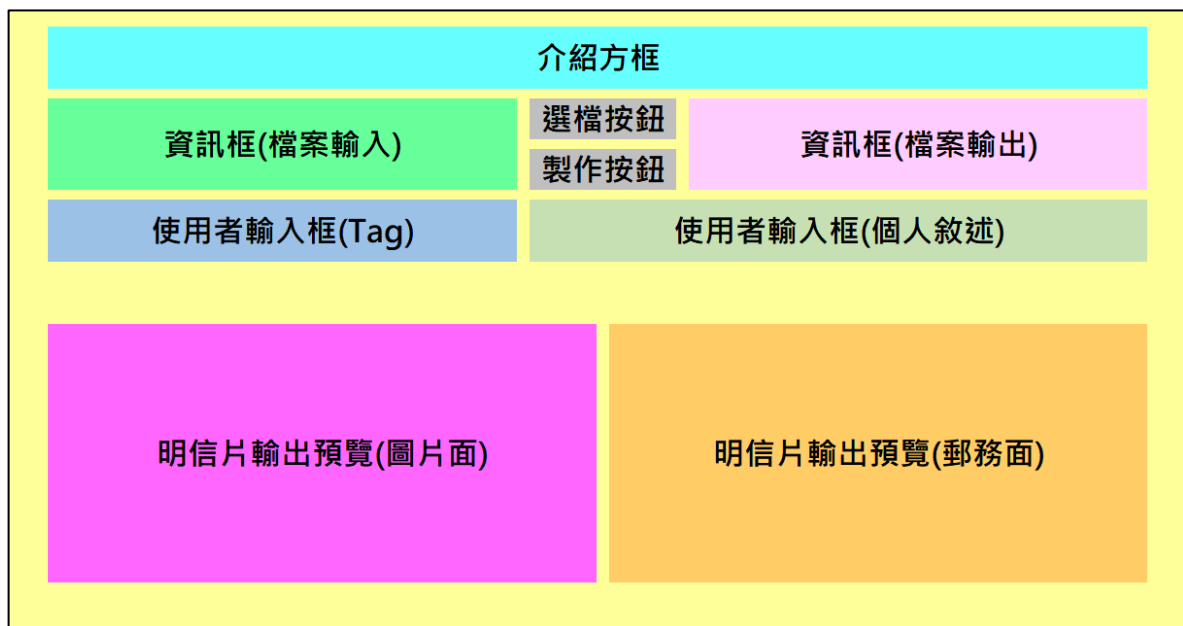 介紹方框
資訊框(檔案輸入)
選檔按鈕
製作按鈕
資訊框(檔案輸出)
使用者輸入框(Tag)
使用者輸入框(個人敘述)
明信片輸出預覽(圖片面)
明信片輸出預覽(郵務面)